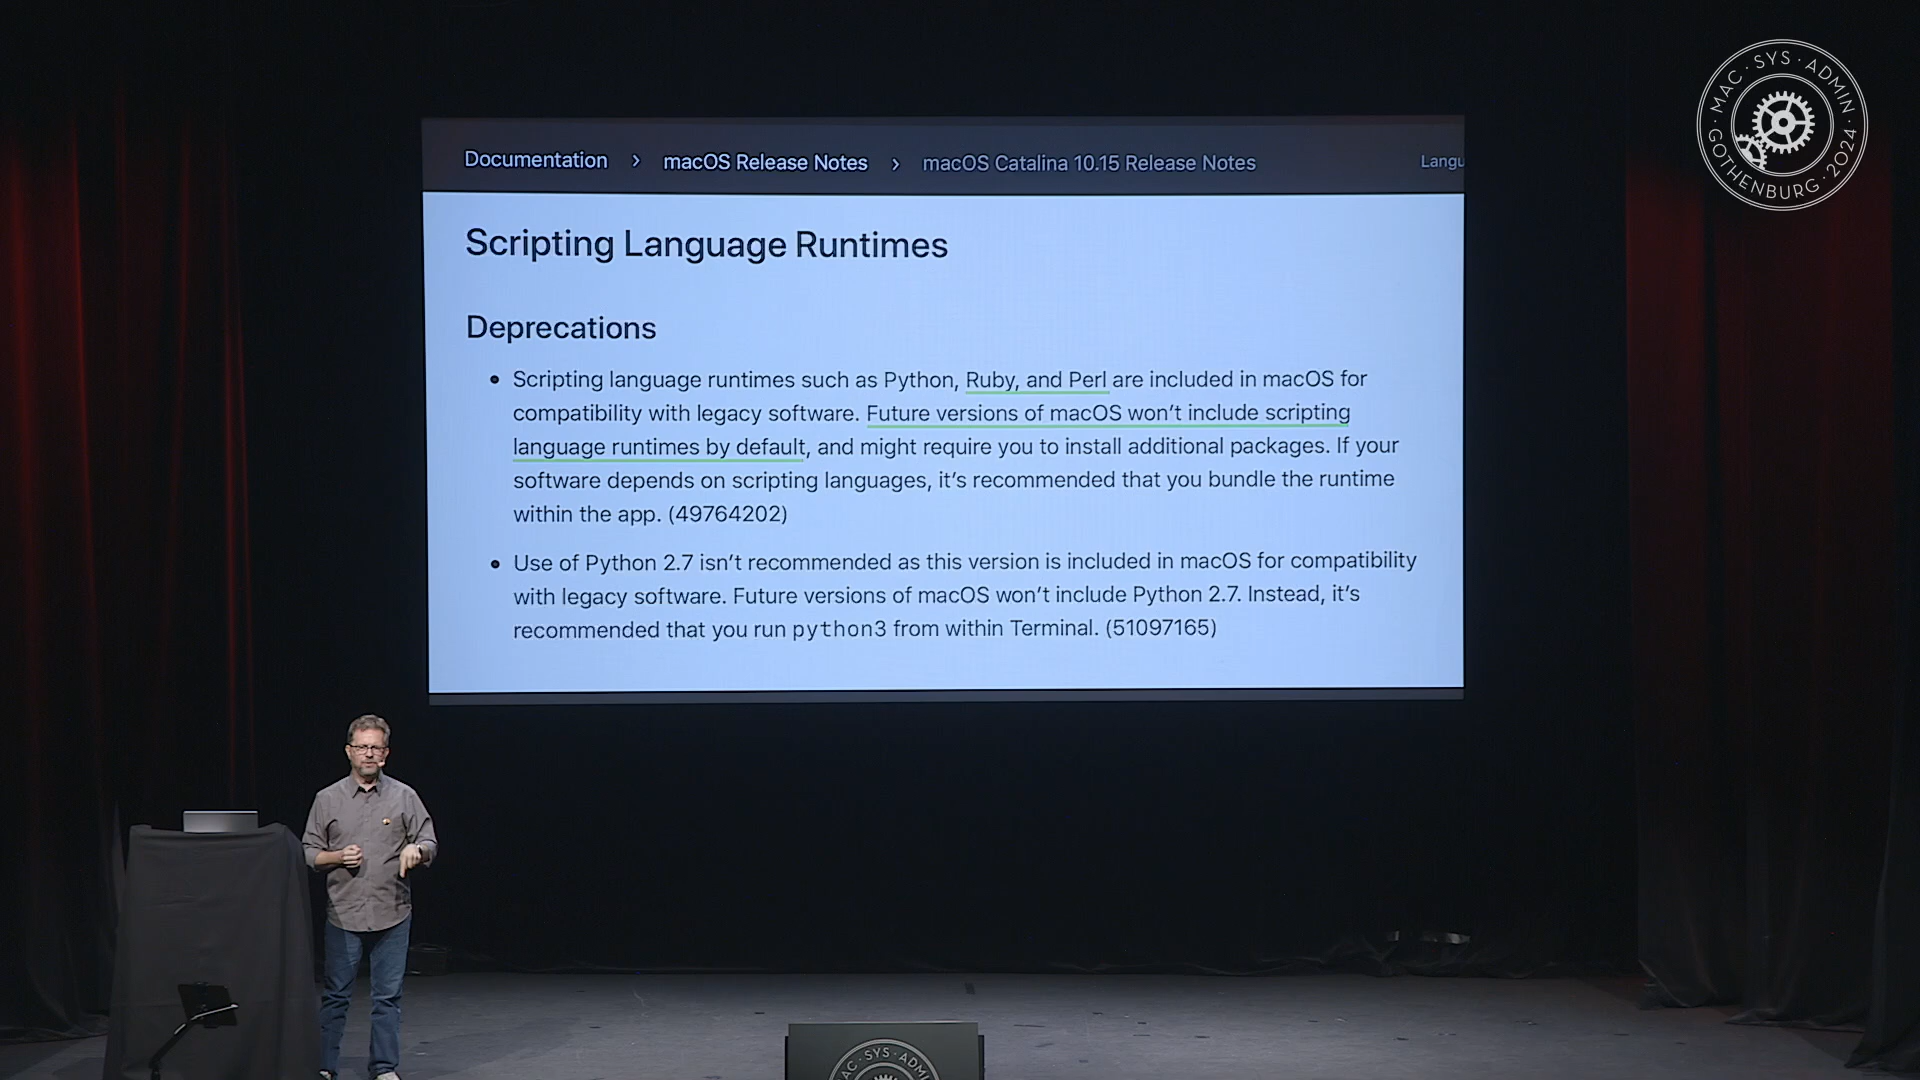 Documentation > macOS Release Notes > macOS Catalina 10.15 Release Notes Langu
Scripting Language Runtimes
Deprecations
• Scripting language runtimes such as Python, Ruby, and Perl are included in macOS for
compatibility with legacy software. Future versions of macOS won’t include scripting
language runtimes by default, and might require you to install additional packages. If your
software depends on scripting languages, it’s recommended that you bundle the runtime
within the app. (49764202)
• Use of Python 2.7 isn’t recommended as this version is included in macOS for compatibility
with legacy software. Future versions of macOS won’t include Python 2.7. Instead, it’s
recommended that you run python3 from within Terminal. (51097165)
MAC · SYS · ADMIN · GOTHENBURG · 2024 ·
AC · SYS · ADMI